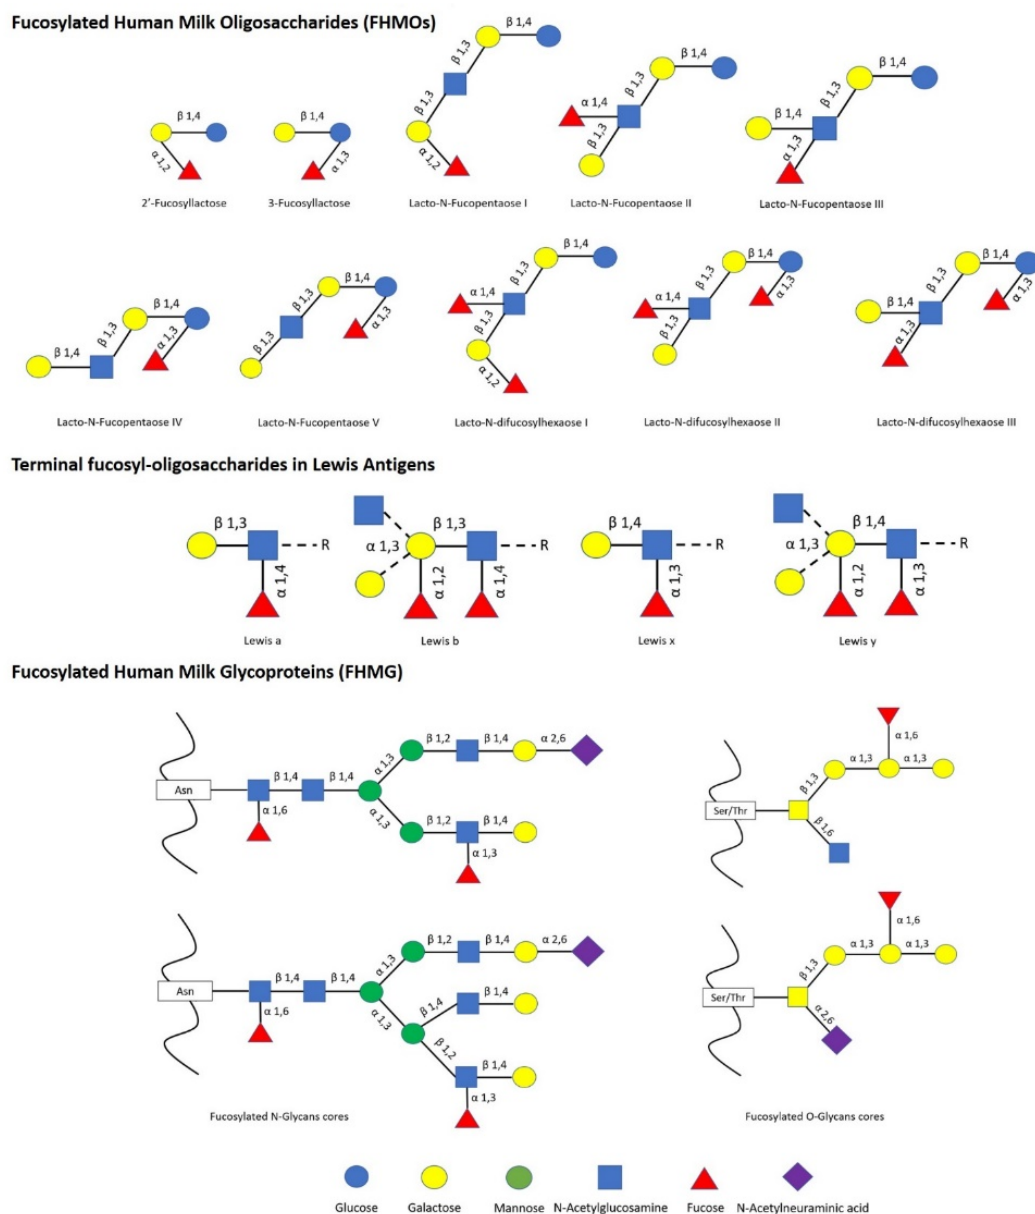 Fucosylated Human Milk Oligosaccharides (FHMOs)
β 1,4
α 1,2
2’-Fucosyllactose
β 1,4
α 1,3
3-Fucosyllactose
β 1,4
β 1,3
β 1,3
α 1,2
Lacto-N-Fucopentaose I
β 1,4
β 1,3
α 1,4
β 1,3
Lacto-N-Fucopentaose II
β 1,4
β 1,3
β 1,4
α 1,3
Lacto-N-Fucopentaose III
β 1,4
β 1,3
α 1,3
β 1,4
Lacto-N-Fucopentaose IV
β 1,4
β 1,3
α 1,3
β 1,3
Lacto-N-Fucopentaose V
β 1,4
β 1,3
α 1,4
β 1,3
α 1,2
Lacto-N-difucosylhexaose I
β 1,4
β 1,3
α 1,3
α 1,4
β 1,3
Lacto-N-difucosylhexaose II
β 1,4
β 1,3
α 1,3
β 1,4
α 1,3
Lacto-N-difucosylhexaose III
Terminal fucosyl-oligosaccharides in Lewis Antigens
β 1,3
R
α 1,4
Lewis a
β 1,3
α 1,3
R
α 1,2
α 1,4
Lewis b
β 1,4
R
α 1,3
Lewis x
β 1,4
α 1,3
R
α 1,2
α 1,3
Lewis y
Fucosylated Human Milk Glycoproteins (FHMG)
β 1,2
β 1,4
α 2,6
α 1,3
Asn
β 1,4
β 1,4
α 1,6
α 1,3
β 1,2
β 1,4
α 1,3
α 1,6
α 1,3
α 1,3
β 1,3
Ser/Thr
β 1,6
β 1,2
β 1,4
α 2,6
α 1,3
Asn
β 1,4
β 1,4
α 1,6
α 1,3
β 1,4
β 1,4
β 1,2
β 1,4
α 1,3
Fucosylated N-Glycans cores
α 1,6
α 1,3
α 1,3
β 1,3
Ser/Thr
α 2,6
Fucosylated O-Glycans cores
Glucose
Galactose
Mannose
N-Acetylglucosamine
Fucose
N-Acetylneuraminic acid